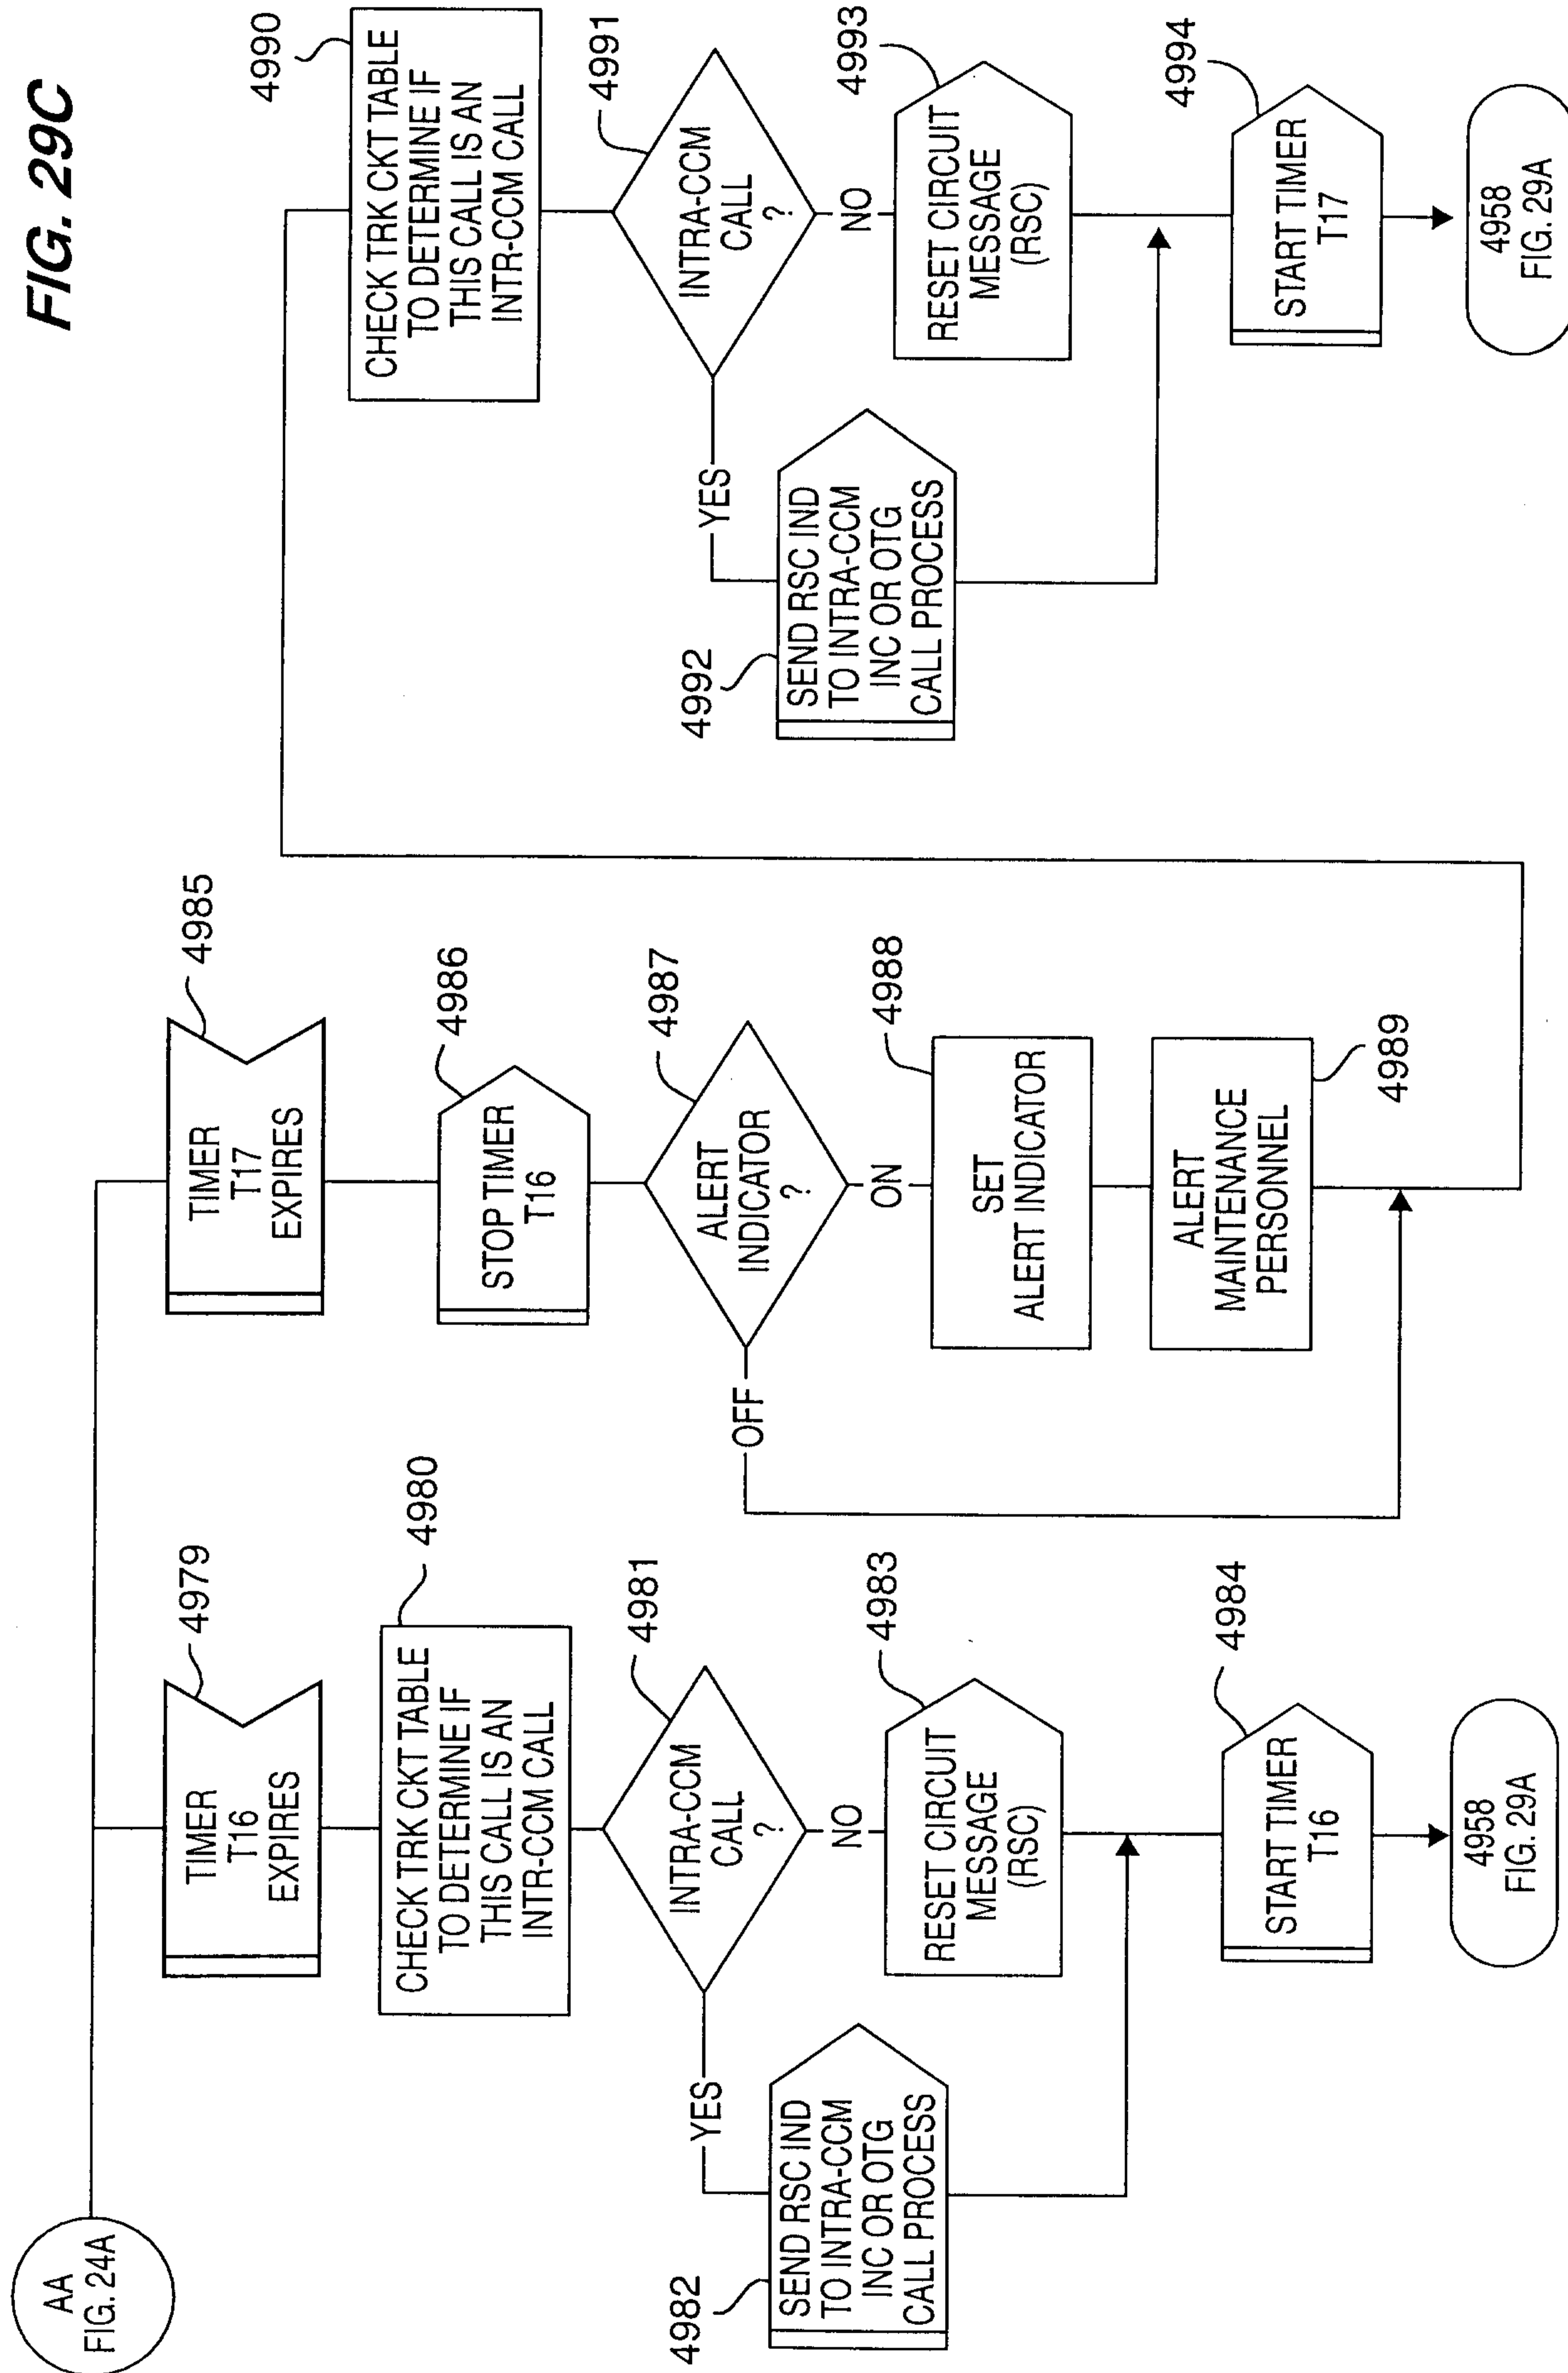 FIG. 29C
AA
FIG. 24A
4979
TIMER
T16
EXPIRES
4980
CHECK TRK CKT TABLE
TO DETERMINE IF
THIS CALL IS AN
INTR-CCM CALL
4981
INTRA-CCM
CALL
?
YES
NO
4982
SEND RSC IND
TO INTRA-CCM
INC OR OTG
CALL PROCESS
4983
RESET CIRCUIT
MESSAGE
(RSC)
4984
START TIMER
T16
4958
FIG. 29A
4985
TIMER
T17
EXPIRES
4986
STOP TIMER
T16
4987
ALERT
INDICATOR
?
OFF
ON
4988
SET
ALERT INDICATOR
4989
ALERT
MAINTENANCE
PERSONNEL
4990
CHECK TRK CKT TABLE
TO DETERMINE IF
THIS CALL IS AN
INTR-CCM CALL
4991
INTRA-CCM
CALL
?
YES
NO
4992
SEND RSC IND
TO INTRA-CCM
INC OR OTG
CALL PROCESS
4993
RESET CIRCUIT
MESSAGE
(RSC)
4994
START TIMER
T17
4958
FIG. 29A